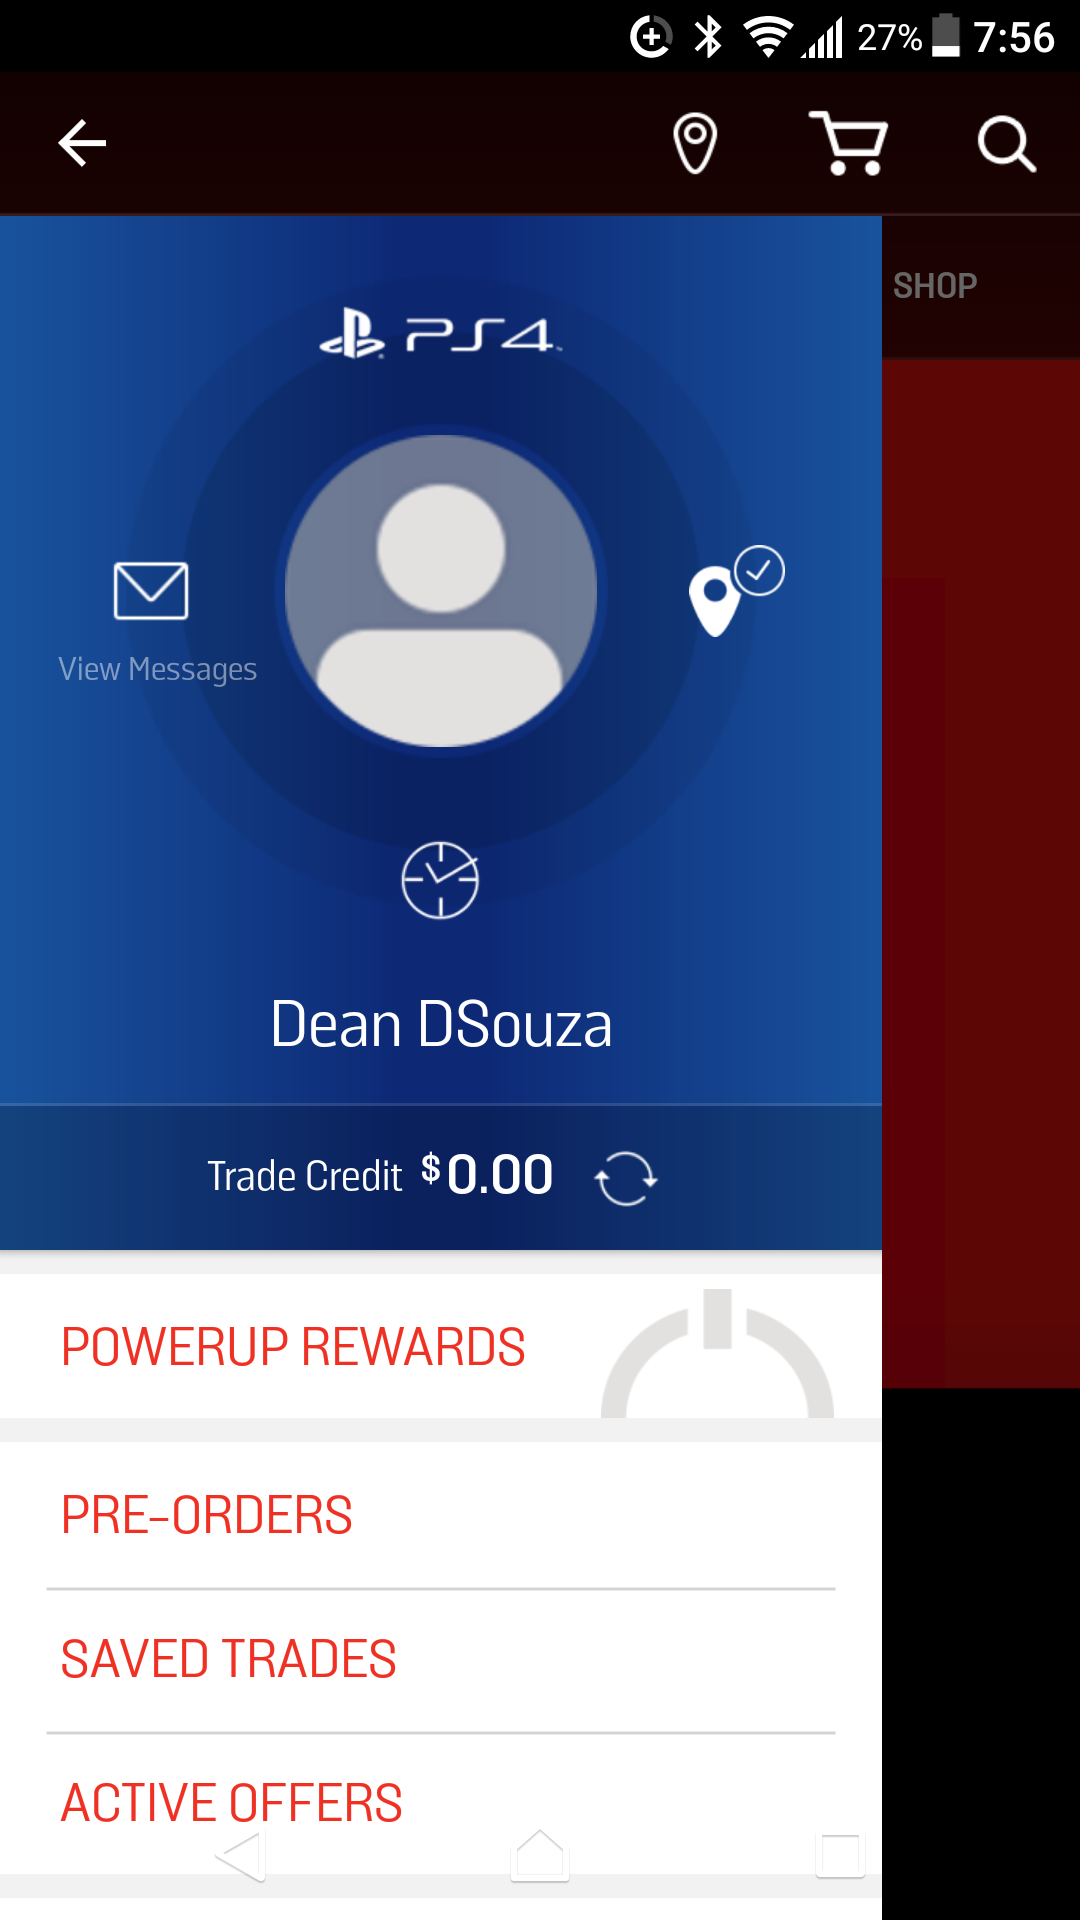 27% 7:56
SHOP
PS4
View Messages
Dean DSouza
Trade Credit $0.00
POWERUP REWARDS
PRE-ORDERS
SAVED TRADES
ACTIVE OFFERS